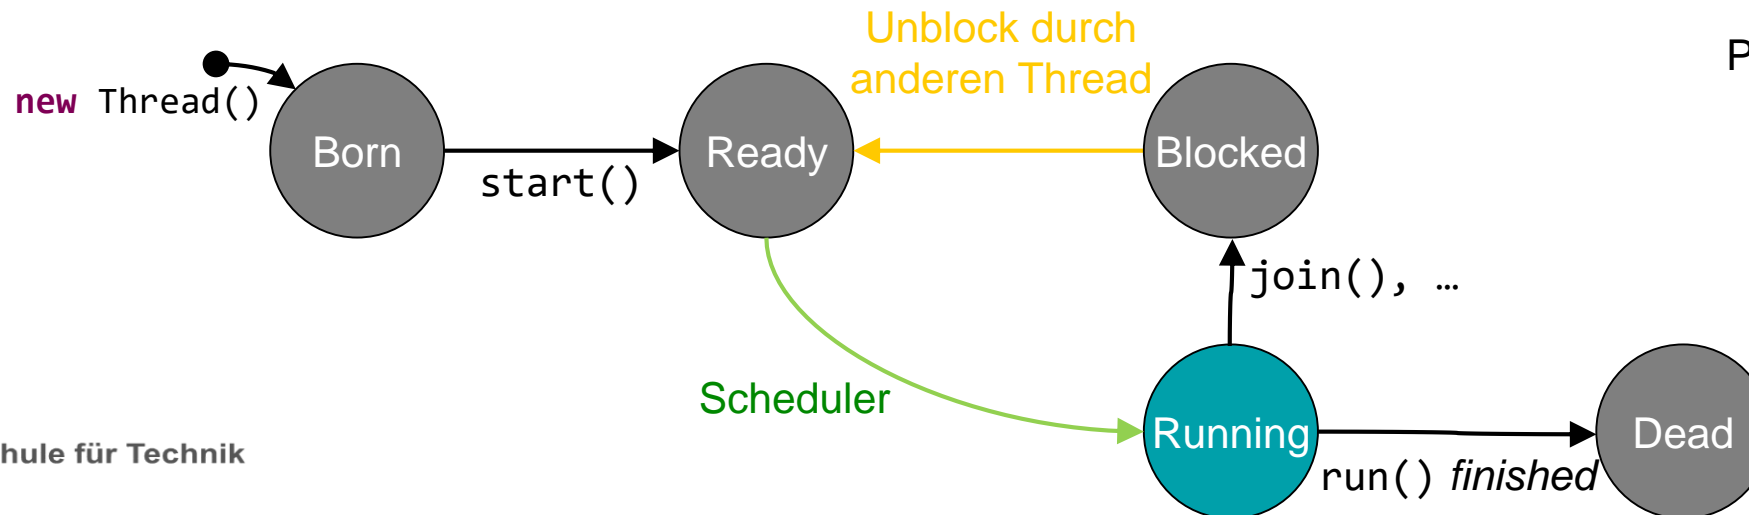 Unblock durch
anderen Thread
P
new Thread()
Born
Ready
Blocked
start()
join(), …
Scheduler
Running
Dead
run() finished
hule für Technik